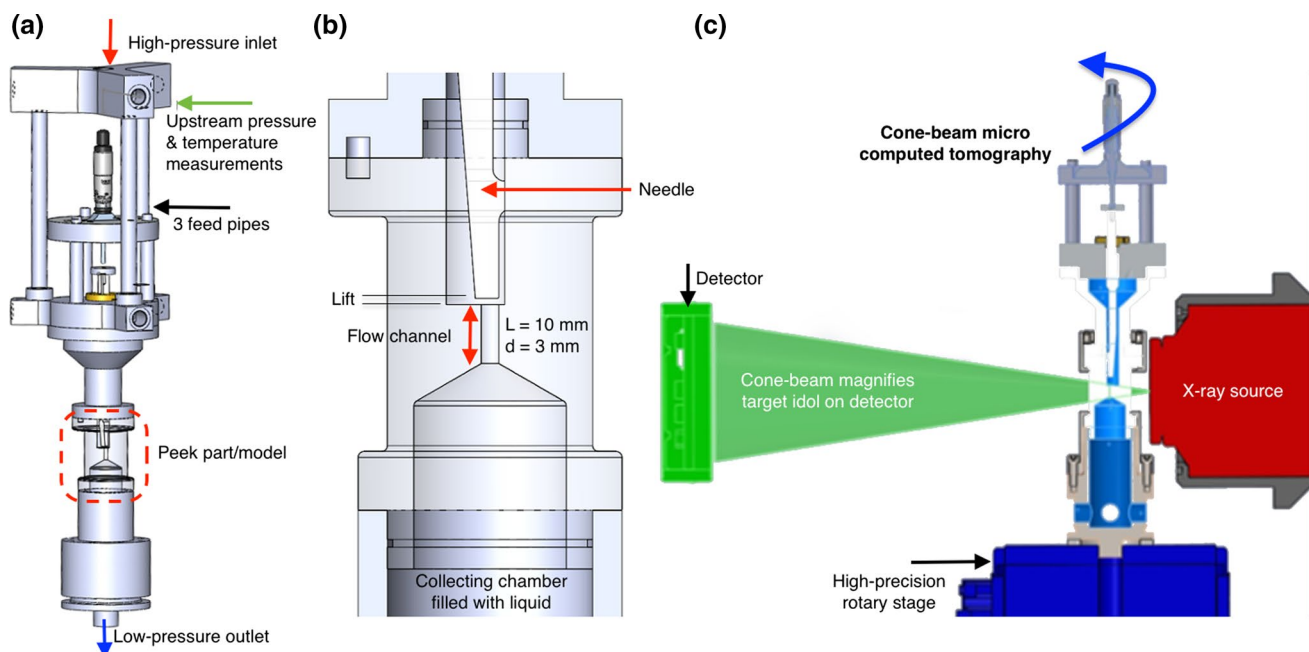 (a)
High-pressure inlet
Upstream pressure
& temperature
measurements
3 feed pipes
Peek part/model
Low-pressure outlet
(b)
Needle
Lift
Flow channel
L = 10 mm
d = 3 mm
Collecting chamber
filled with liquid
(c)
Cone-beam micro
computed tomography
Detector
Cone-beam magnifies
target idol on detector
X-ray source
High-precision
rotary stage